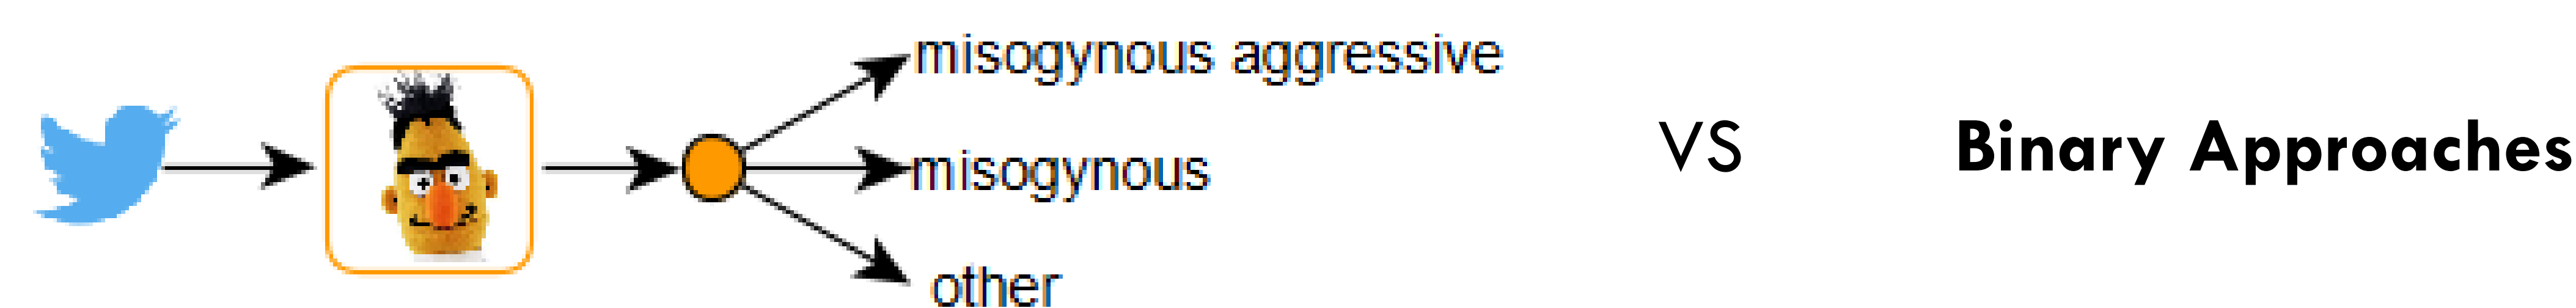 misogynous aggressive
misogynous
other
VS
Binary Approaches